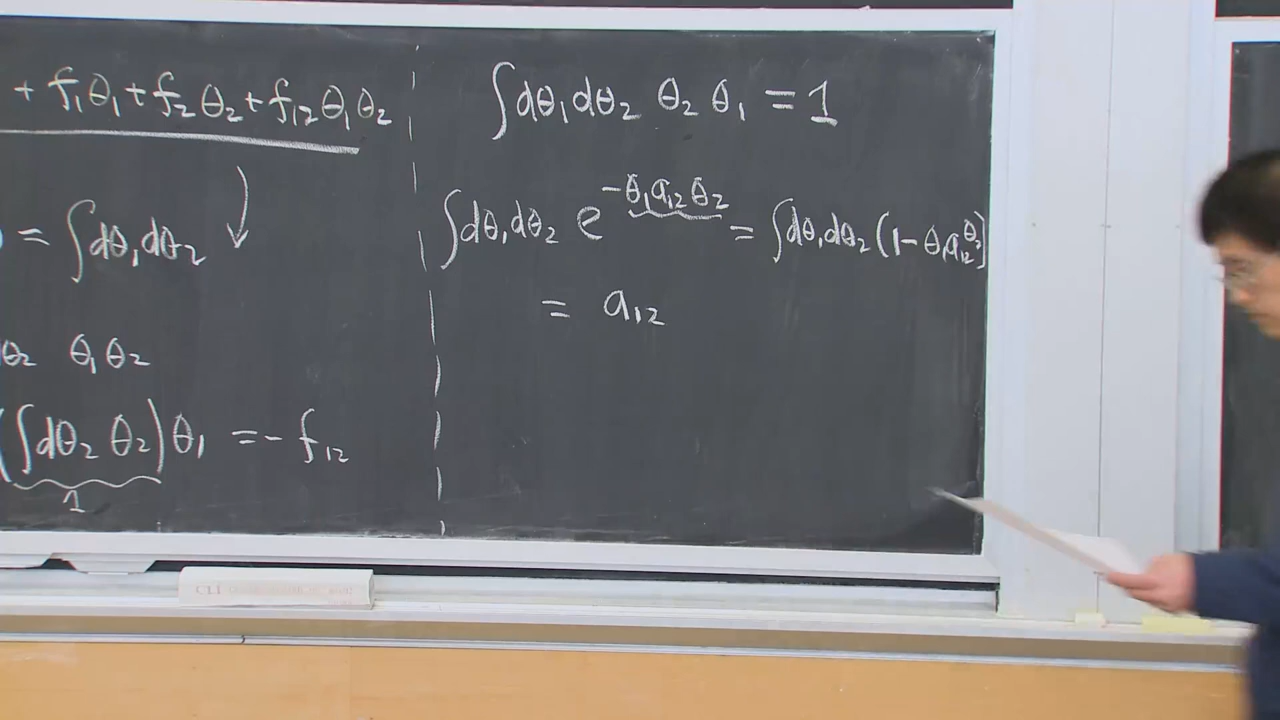 + f₁θ₁ + f₂θ₂ + f₁₂θ₁θ₂
) = ∫dθ₁dθ₂
θ₂ θ₁θ₂
(∫dθ₂ θ₂)θ₁ = - f₁₂
1
∫dθ₁dθ₂ θ₂ θ₁ = 1
∫dθ₁dθ₂ e^{-θ₁a₁₂θ₂} = ∫dθ₁dθ₂ (1 - θ₁a₁₂θ₂)
= a₁₂